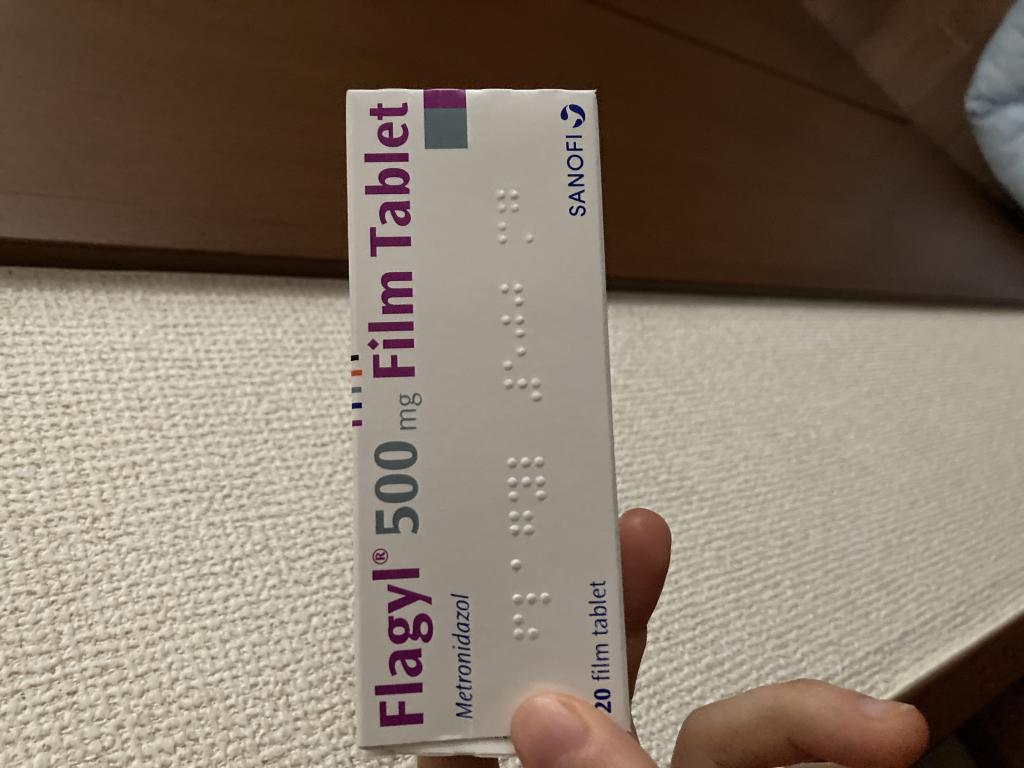 Flagyl® 500 mg Film Tablet
Metronidazol
20 film tablet
SANOFI